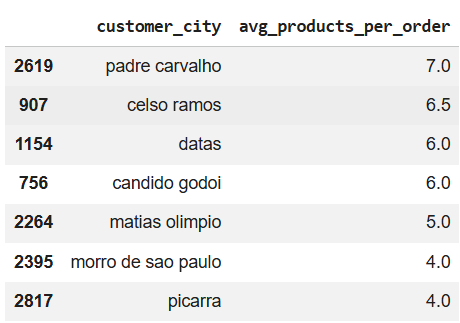 customer_city avg_products_per_order
2619 padre carvalho 7.0
907 celso ramos 6.5
1154 datas 6.0
756 candido godoi 6.0
2264 matias olimpio 5.0
2395 morro de sao paulo 4.0
2817 picarra 4.0